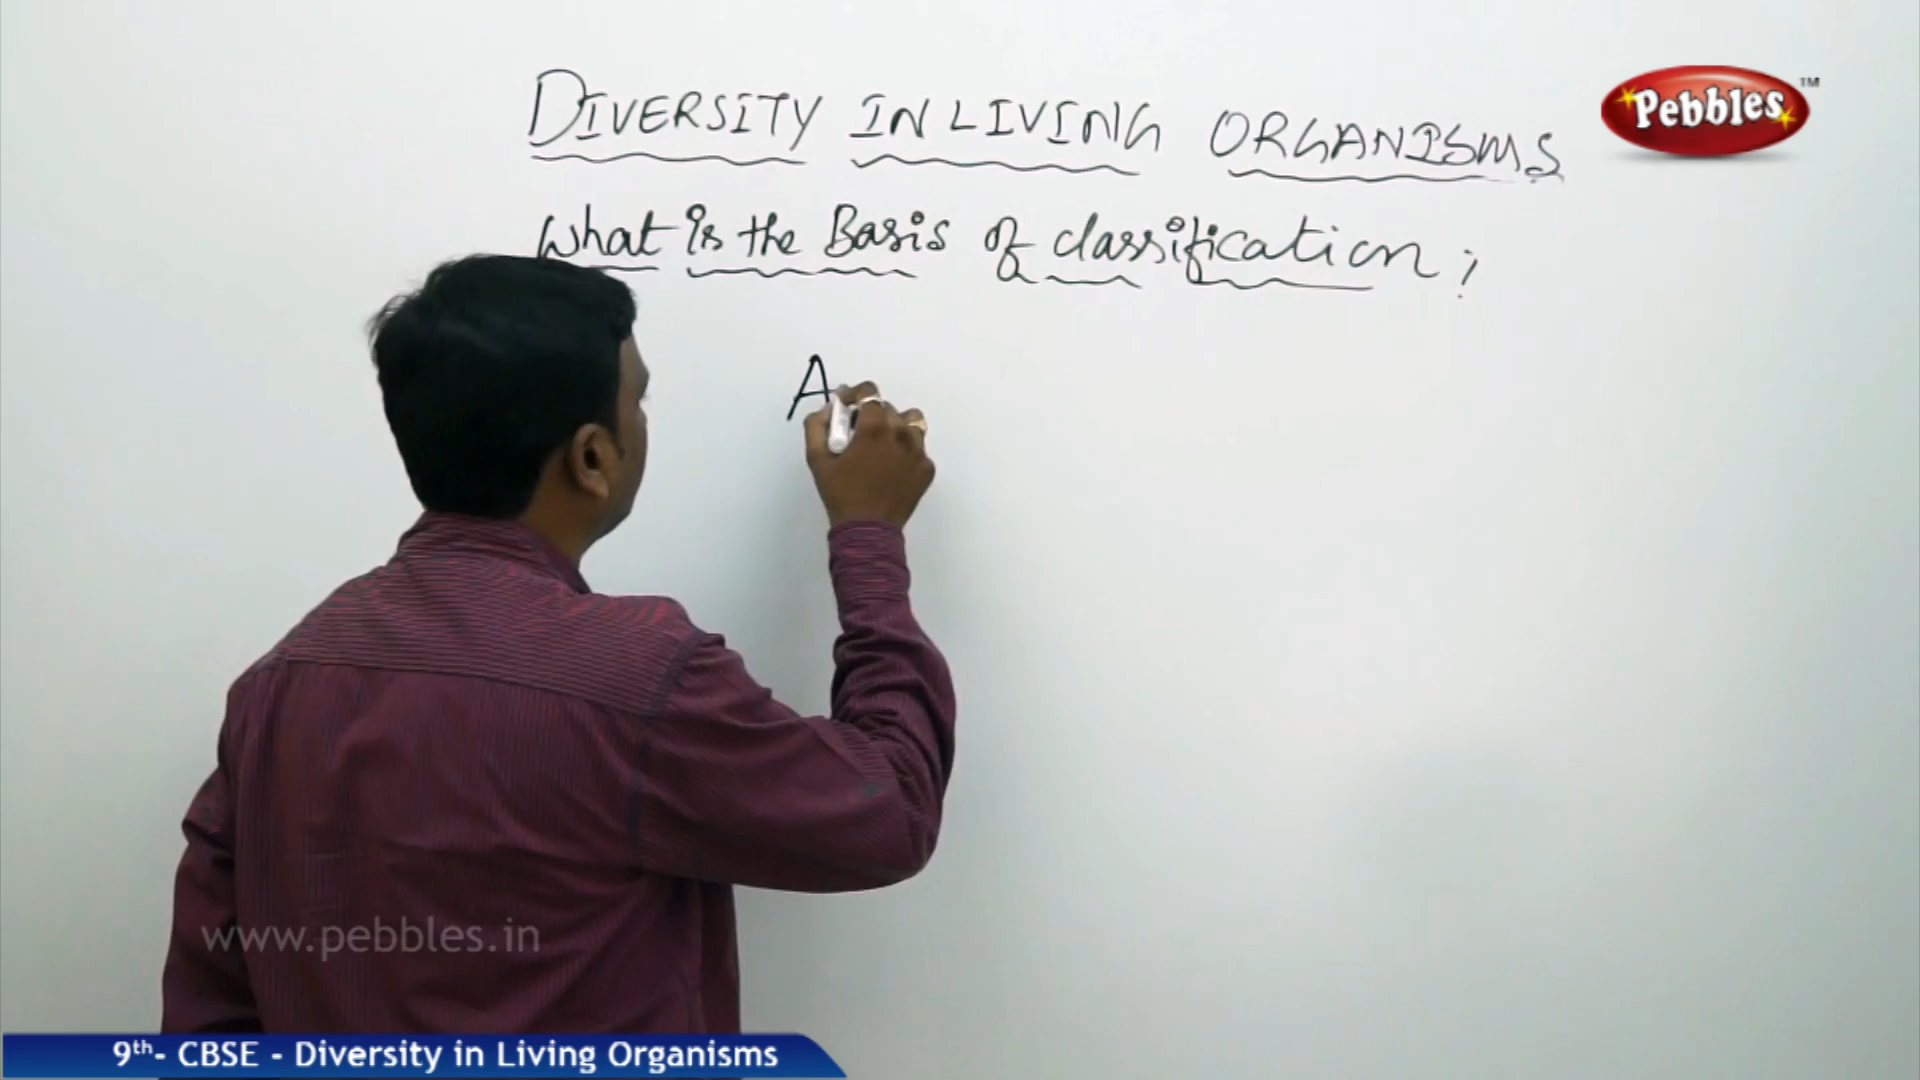 DIVERSITY IN LIVING ORGANISMS
Pebbles™
What is the Basis of classification ;
A
www.pebbles.in
9th- CBSE - Diversity in Living Organisms